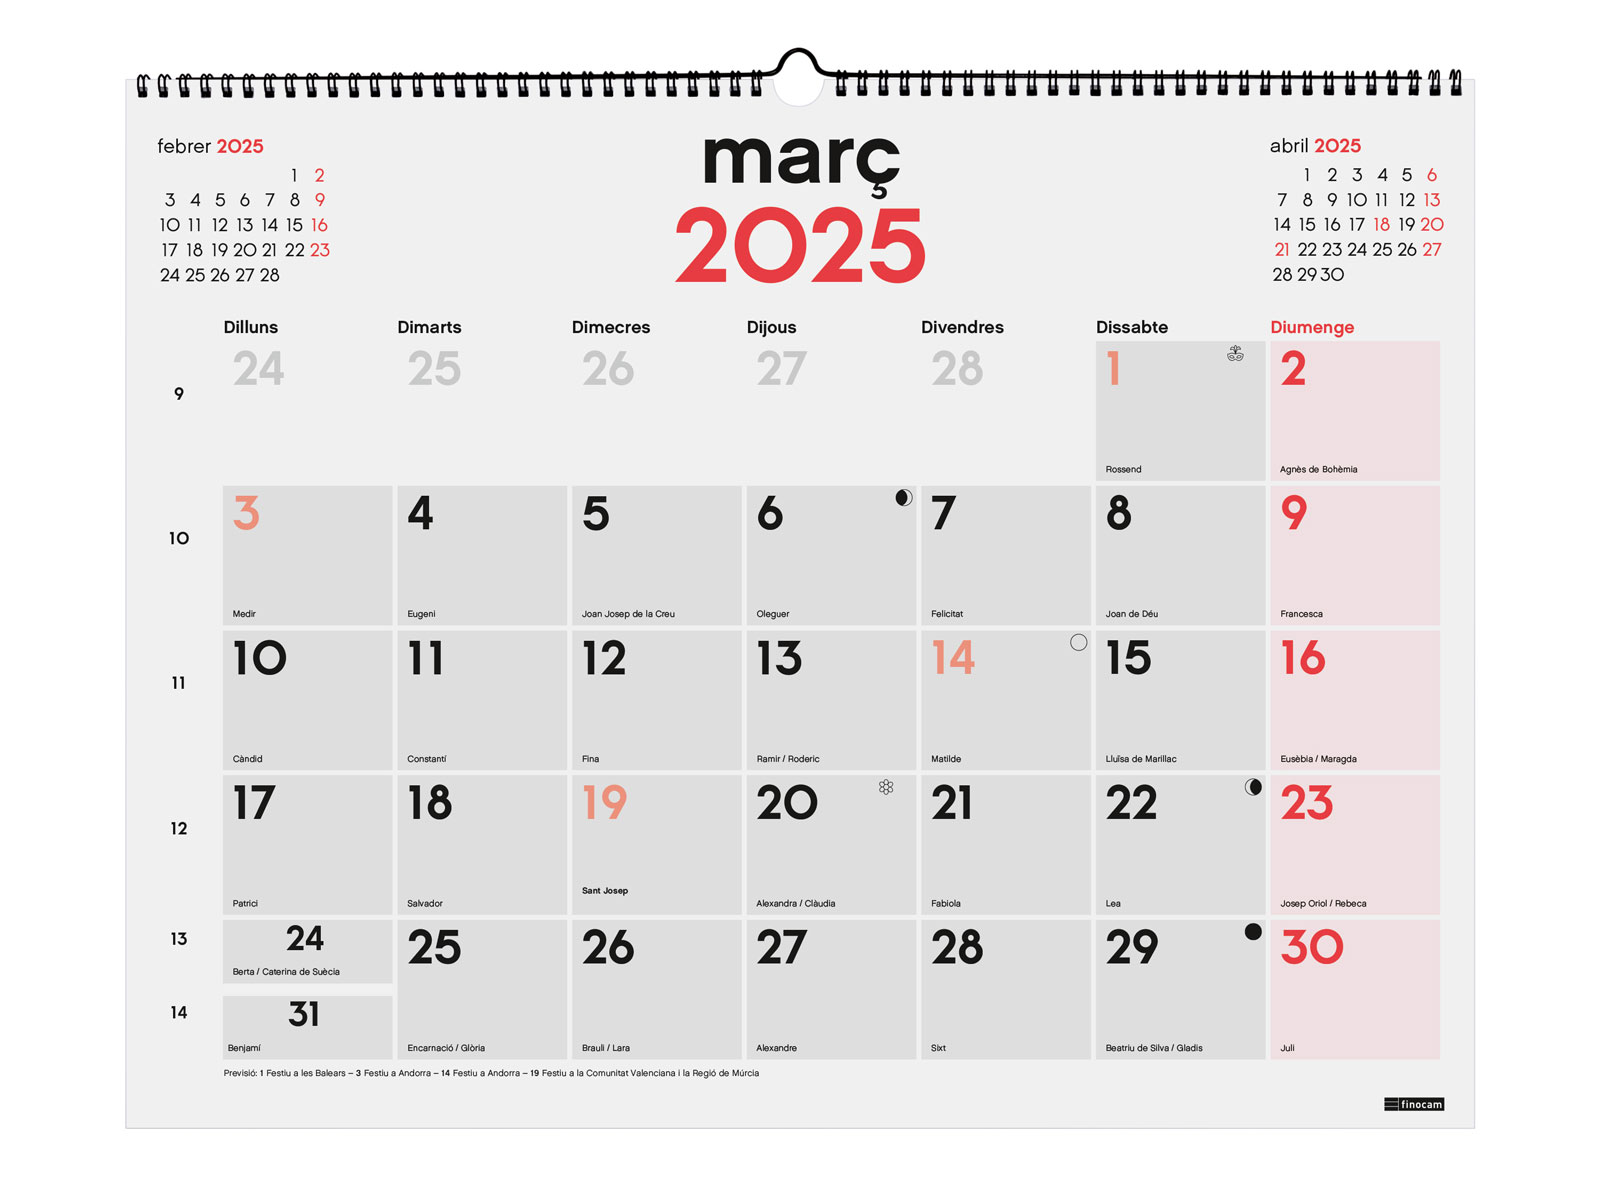 febrer 2025
1 2
3 4 5 6 7 8 9
10 11 12 13 14 15 16
17 18 19 20 21 22 23
24 25 26 27 28
març
2025
abril 2025
1 2 3 4 5 6
7 8 9 10 11 12 13
14 15 16 17 18 19 20
21 22 23 24 25 26 27
28 29 30
Dilluns Dimarts Dimecres Dijous Divendres Dissabte Diumenge
9 24 25 26 27 28 1 2
Rossend Agnès de Bohèmia
10 3 4 5 6 7 8 9
Medir Eugeni Joan Josep de la Creu Oleguer Felicitat Joan de Déu Francesca
11 10 11 12 13 14 15 16
Càndid Constantí Fina Ramir / Roderic Matilde Lluïsa de Marillac Eusèbia / Maragda
12 17 18 19 20 21 22 23
Sant Josep
Patrici Salvador Alexandra / Clàudia Fabiola Lea Josep Oriol / Rebeca
13 24 25 26 27 28 29 30
Berta / Caterina de Suècia
14 31
Benjamí Encarnació / Glòria Brauli / Lara Alexandre Sixt Beatriu de Silva / Gladis Juli
Previsió: 1 Festiu a les Balears – 3 Festiu a Andorra – 14 Festiu a Andorra – 19 Festiu a la Comunitat Valenciana i la Regió de Múrcia
finocam